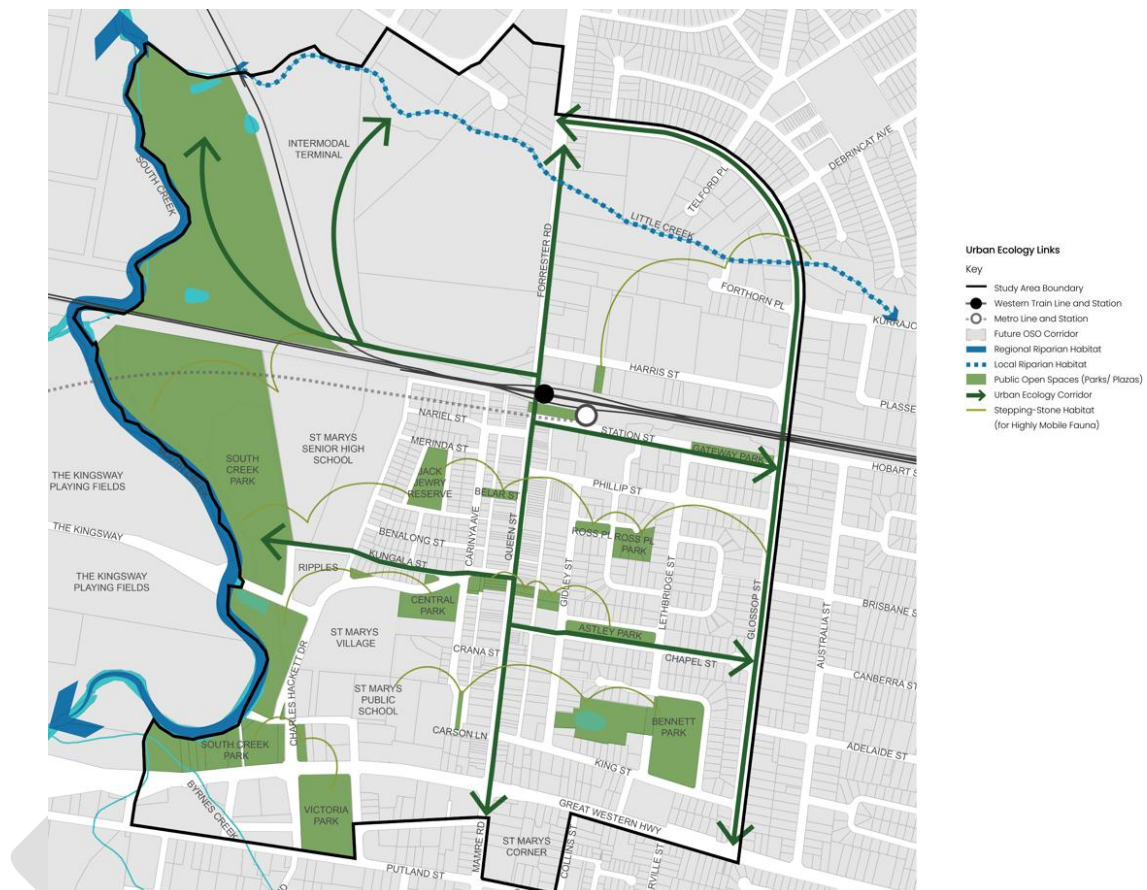 INTERMODAL
TERMINAL
SOUTH CREEK
DEBRINCAT AVE
TELFORD PL
LITTLE CREEK
FORRESTER RD
FORTHORN PL
KURRAJO
HARRIS ST
PLASSE
NARIEL ST
STATION ST
GATEWAY PARK
HOBART S
MERINDA ST
ST MARYS
SENIOR HIGH
SCHOOL
SOUTH
CREEK
PARK
THE KINGSWAY
PLAYING FIELDS
JACK
JEWRY
RESERVE
BELAR ST
PHILLIP ST
CARINYA AVE
QUEEN ST
ROSS PL
ROSS PL
PARK
THE KINGSWAY
BENALONG ST
KUNGALA ST
RIPPLES
GIDLEY ST
LETHBRIDGE ST
GLOSSOP ST
BRISBANE S
AUSTRALIA ST
THE KINGSWAY
PLAYING FIELDS
CENTRAL
PARK
ASTLEY PARK
ST MARYS
VILLAGE
CRANA ST
CHAPEL ST
CANBERRA ST
CHARLES HACKETT DR
ST MARYS
PUBLIC
SCHOOL
CARSON LN
BENNETT
PARK
SOUTH CREEK
PARK
ADELAIDE ST
KING ST
BYRNES CREEK
VICTORIA
PARK
GREAT WESTERN HWY
MAMRE RD
ST MARYS
CORNER
COLLINS ST
RVILLE ST
PUTLAND ST
Urban Ecology Links
Key
Study Area Boundary
Western Train Line and Station
Metro Line and Station
Future OSO Corridor
Regional Riparian Habitat
Local Riparian Habitat
Public Open Spaces (Parks/ Plazas)
Urban Ecology Corridor
Stepping-Stone Habitat
(for Highly Mobile Fauna)